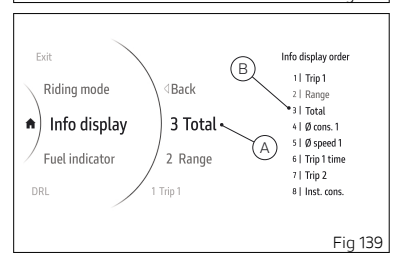 Exit
Riding mode
Info display
Fuel indicator
DRL
◁Back
3 Total
2 Range
1 Trip 1
B
A
Info display order
1 | Trip 1
2 | Range
3 | Total
4 | Ø cons. 1
5 | Ø speed 1
6 | Trip 1 time
7 | Trip 2
8 | Inst. cons.
Fig 139